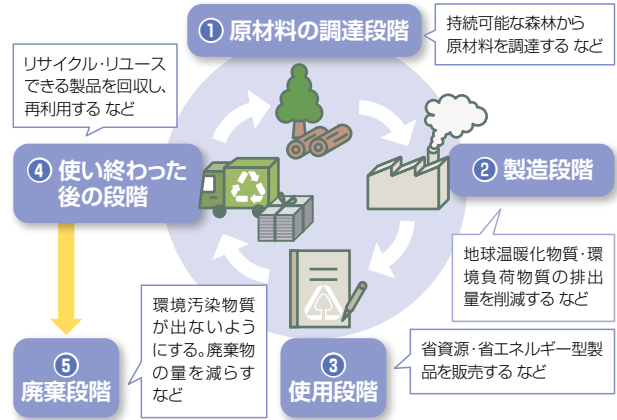 ① 原材料の調達段階
持続可能な森林から
原材料を調達する など
② 製造段階
地球温暖化物質・環
境負荷物質の排出
量を削減する など
③
使用段階
省資源・省エネルギー型製
品を販売する など
リサイクル・リユース
できる製品を回収し、
再利用する など
④ 使い終わった
後の段階
⑤
廃棄段階
環境汚染物質
が出ないよう
にする。廃棄物
の量を減らす
など